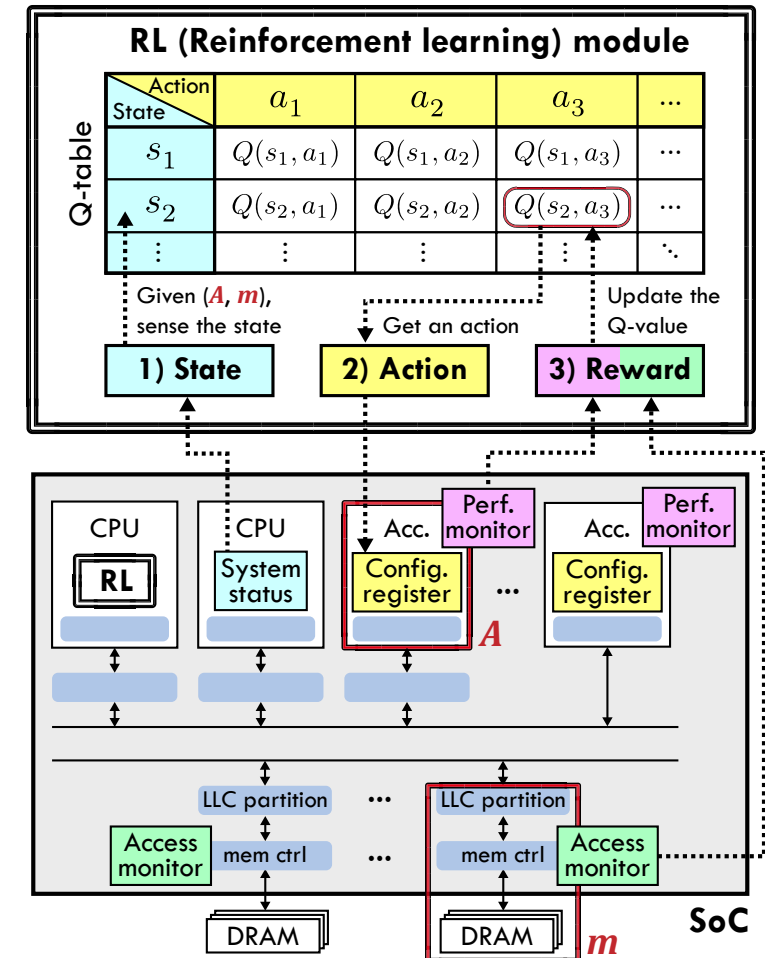 RL (Reinforcement learning) module
Q-table
Action
State
a₁ a₂ a₃ ...
s₁ Q(s₁, a₁) Q(s₁, a₂) Q(s₁, a₃) ...
s₂ Q(s₂, a₁) Q(s₂, a₂) Q(s₂, a₃) ...
⋮ ⋮ ⋮ ⋮ ⋱
Given (A, m),
sense the state
Get an action
Update the
Q-value
1) State
2) Action
3) Reward
CPU
RL
CPU
System
status
Acc.
Perf.
monitor
Config.
register
A
...
Acc.
Perf.
monitor
Config.
register
LLC partition
...
LLC partition
Access
monitor
mem ctrl
...
mem ctrl
Access
monitor
DRAM
DRAM
m
SoC